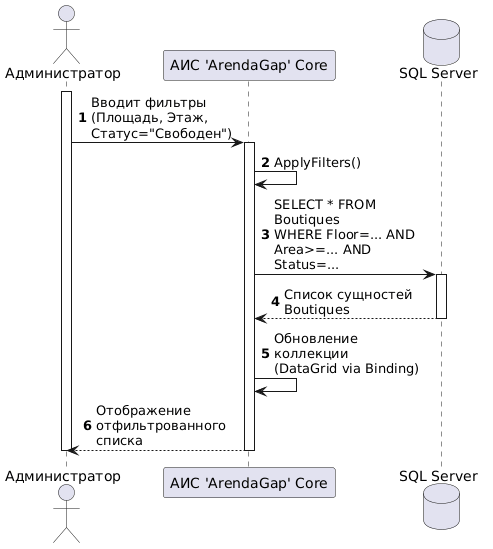 Администратор
АИС 'ArendaGap' Core
SQL Server
Вводит фильтры
1 (Площадь, Этаж,
Статус="Свободен")
2 ApplyFilters()
SELECT * FROM
Boutiques
3 WHERE Floor=... AND
Area>=... AND
Status=...
4 Список сущностей
Boutiques
Обновление
5 коллекции
(DataGrid via Binding)
Отображение
6 отфильтрованного
списка
Администратор
АИС 'ArendaGap' Core
SQL Server